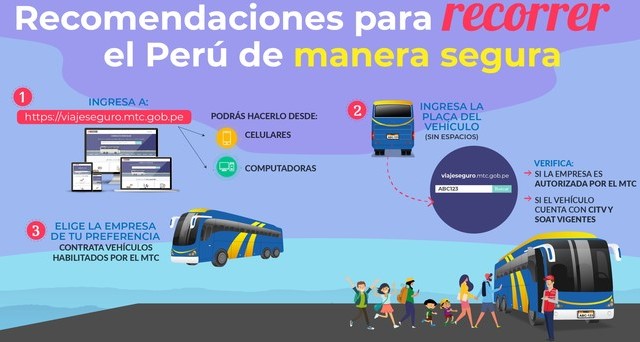 Recomendaciones para recorrer
el Perú de manera segura
1
INGRESA A:
https://viajeseguro.mtc.gob.pe
PODRÁS HACERLO DESDE:
CELULARES
COMPUTADORAS
2
INGRESA LA
PLACA DEL
VEHÍCULO
(SIN ESPACIOS)
viajeseguro.mtc.gob.pe
ABC123
Buscar
VERIFICA:
SI LA EMPRESA ES
AUTORIZADA POR EL MTC
SI EL VEHÍCULO
CUENTA CON CITV Y
SOAT VIGENTES
3
ELIGE LA EMPRESA
DE TU PREFERENCIA
CONTRATA VEHÍCULOS
HABILITADOS POR EL MTC
ABC-123